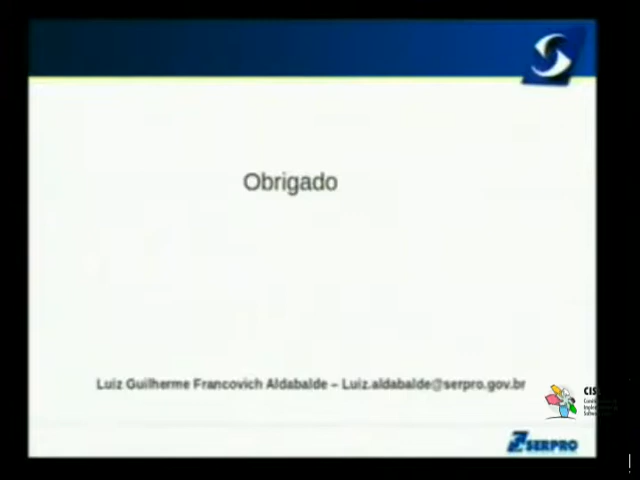 Obrigado
Luiz Guilherme Francovich Aldabalde – Luiz.aldabalde@serpro.gov.br
CIS
SERPRO